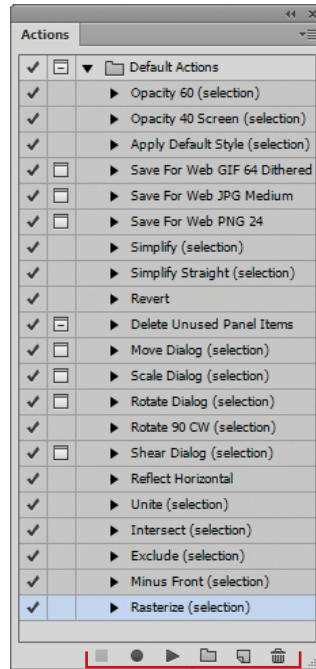 Actions
Default Actions
Opacity 60 (selection)
Opacity 40 Screen (selection)
Apply Default Style (selection)
Save For Web GIF 64 Dithered
Save For Web JPG Medium
Save For Web PNG 24
Simplify (selection)
Simplify Straight (selection)
Revert
Delete Unused Panel Items
Move Dialog (selection)
Scale Dialog (selection)
Rotate Dialog (selection)
Rotate 90 CW (selection)
Shear Dialog (selection)
Reflect Horizontal
Unite (selection)
Intersect (selection)
Exclude (selection)
Minus Front (selection)
Rasterize (selection)